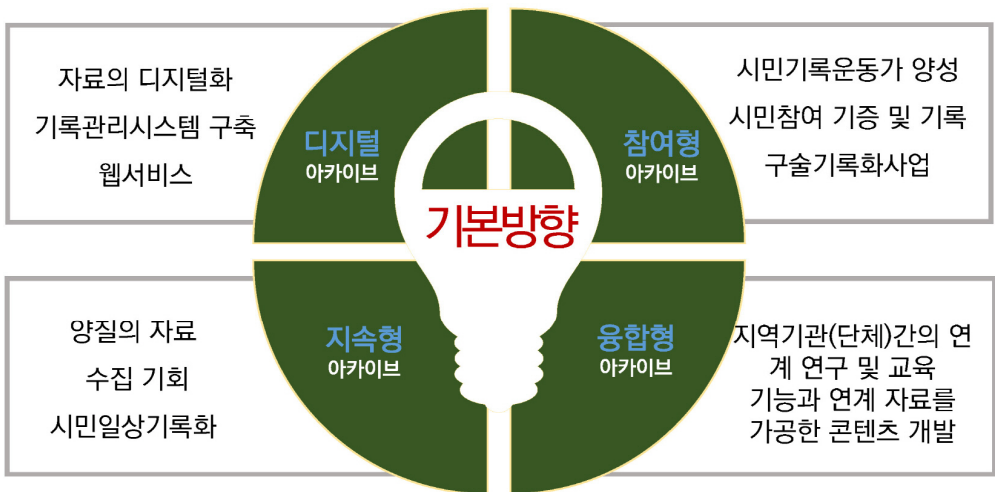 자료의 디지털화
기록관리시스템 구축
웹서비스
디지털
아카이브
참여형
아카이브
시민기록운동가 양성
시민참여 기증 및 기록
구술기록화사업
기본방향
양질의 자료
수집 기회
시민일상기록화
지속형
아카이브
융합형
아카이브
지역기관(단체)간의 연
계 연구 및 교육
기능과 연계 자료를
가공한 콘텐츠 개발